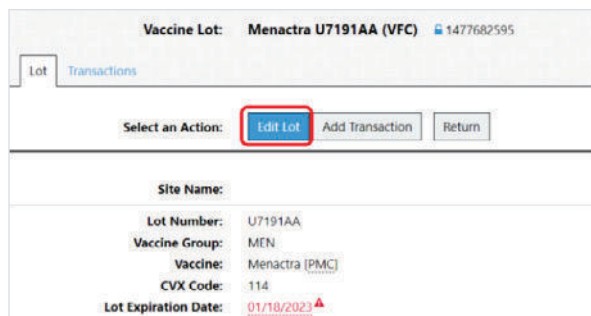 Vaccine Lot: Menactra U7191AA (VFC) 1477682595
Lot Transactions
Select an Action: Edit Lot Add Transaction Return
Site Name:
Lot Number: U7191AA
Vaccine Group: MEN
Vaccine: Menactra [PMC]
CVX Code: 114
Lot Expiration Date: 01/18/2023